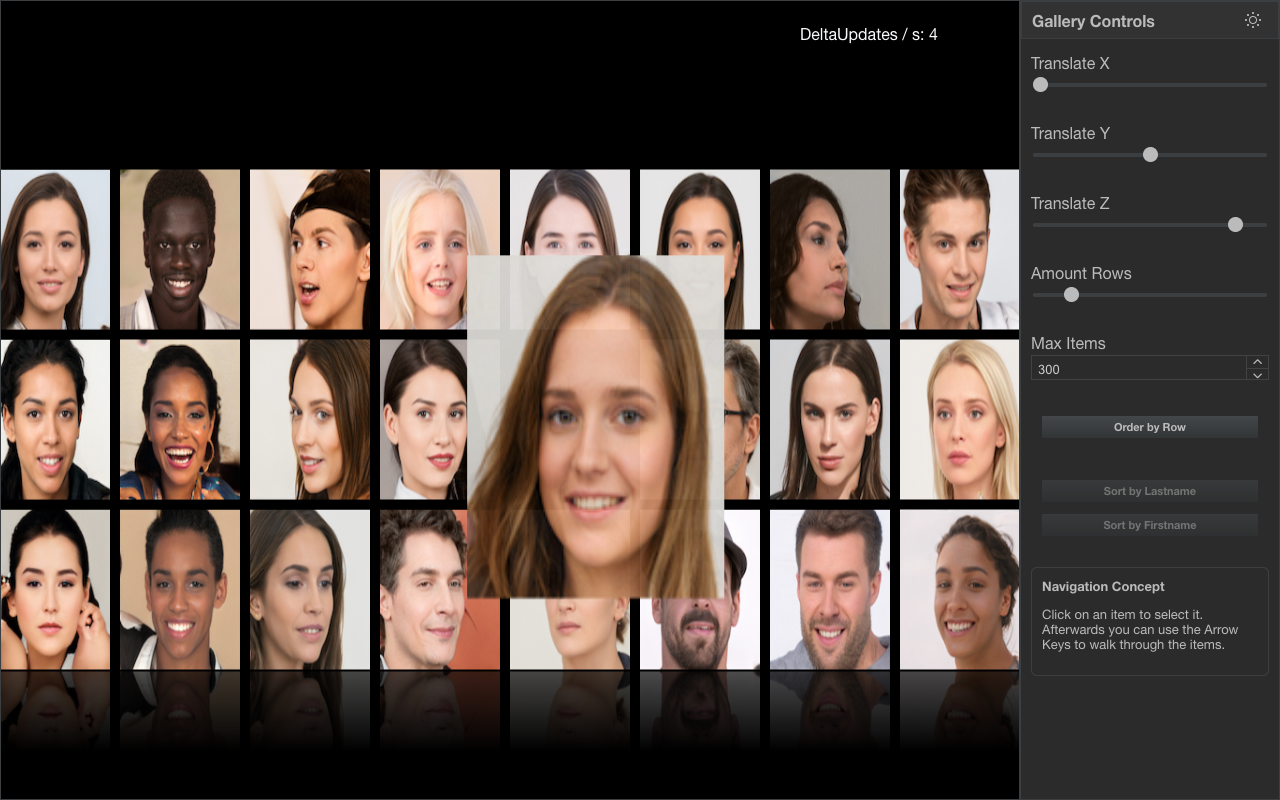 DeltaUpdates / s: 4
Gallery Controls
Translate X
Translate Y
Translate Z
Amount Rows
Max Items
300
Order by Row
Sort by Lastname
Sort by Firstname
Navigation Concept
Click on an item to select it.
Afterwards you can use the Arrow
Keys to walk through the items.